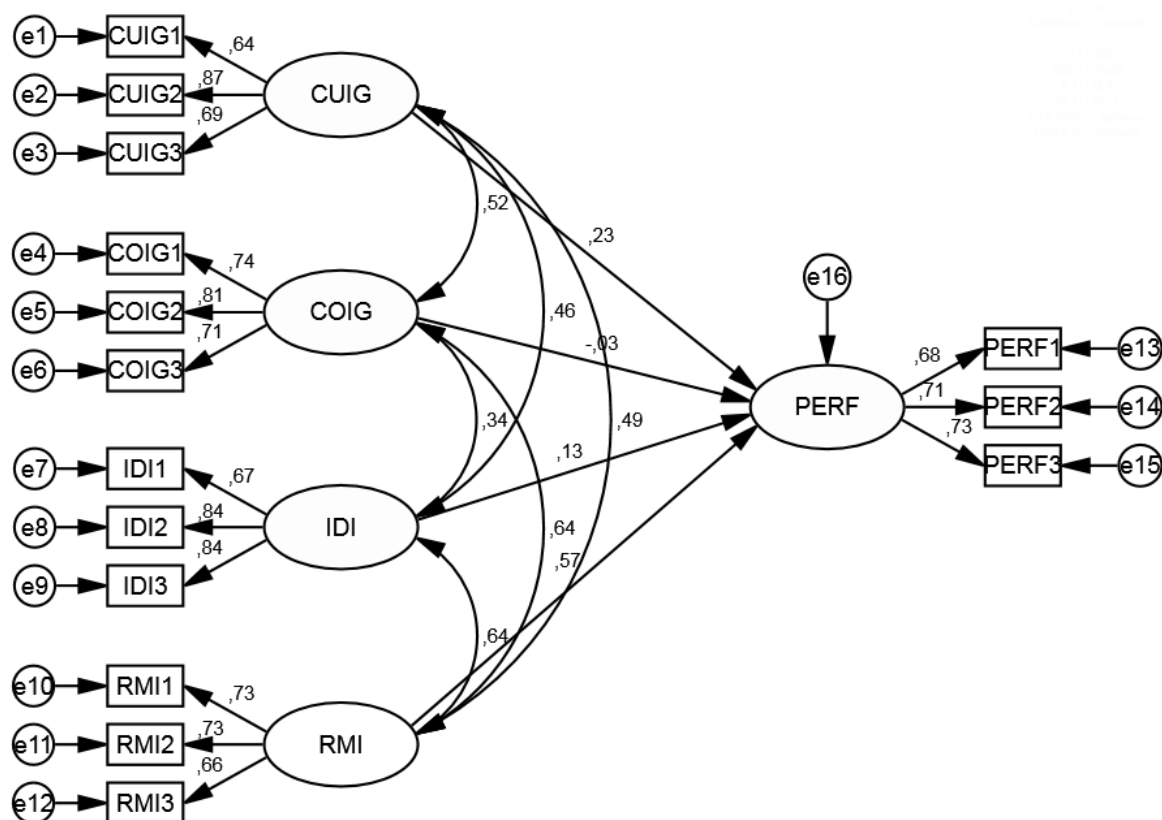 e1 CUIG1 ,64
e2 CUIG2 ,87 CUIG
e3 CUIG3 ,69
,52
,23
e4 COIG1 ,74
e16
e5 COIG2 ,81 COIG ,46
e6 COIG3 ,71
-,03
,68 PERF1 e13
PERF ,71 PERF2 e14
,73 PERF3 e15
,34 ,49
,13
e7 IDI1 ,67
e8 IDI2 ,84 IDI ,64
e9 IDI3 ,84
,57
,64
e10 RMI1 ,73
e11 RMI2 ,73 RMI
e12 RMI3 ,66